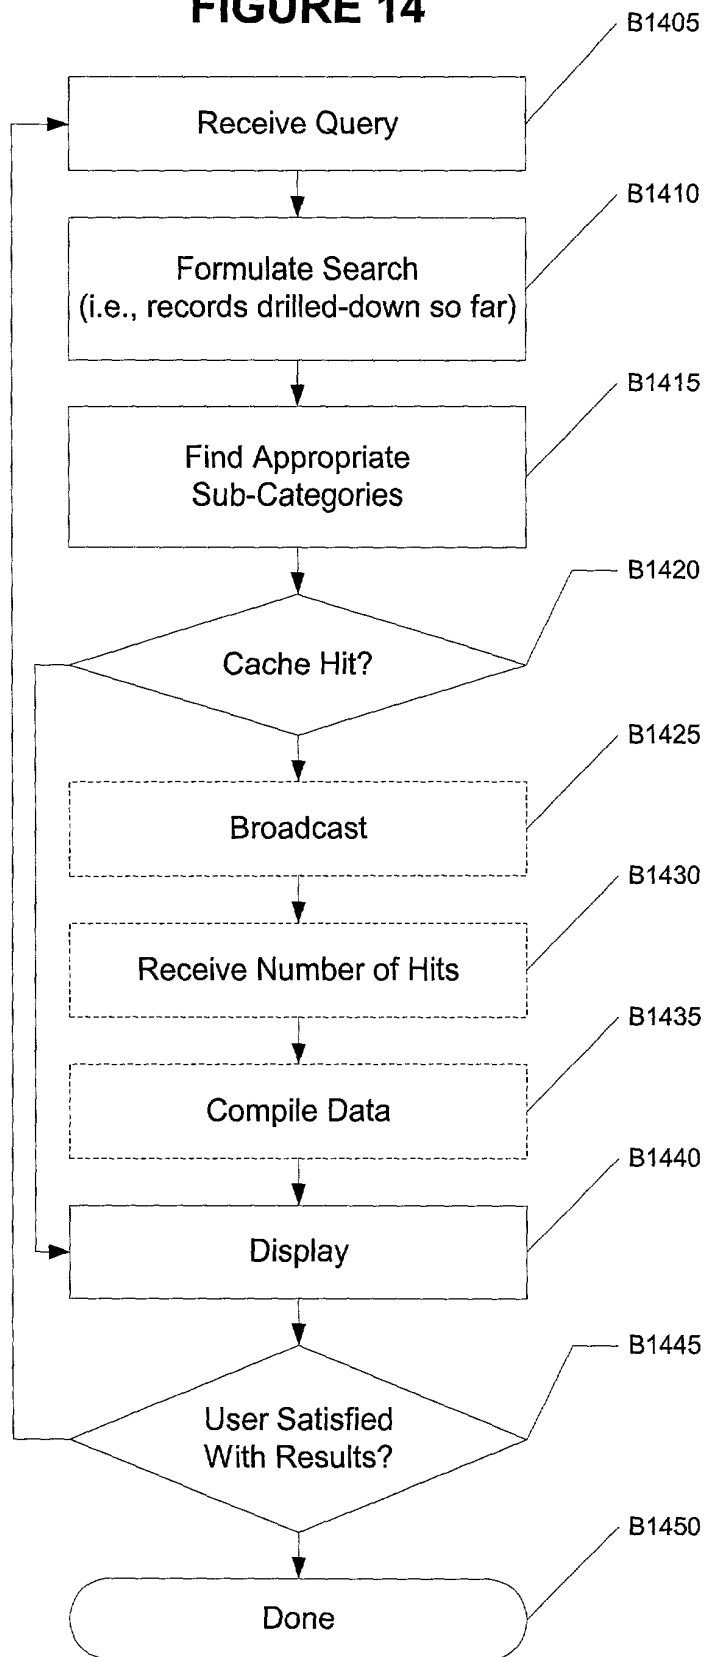 FIGURE 14
B1405
Receive Query
B1410
Formulate Search
(i.e., records drilled-down so far)
B1415
Find Appropriate
Sub-Categories
B1420
Cache Hit?
B1425
Broadcast
B1430
Receive Number of Hits
B1435
Compile Data
B1440
Display
B1445
User Satisfied
With Results?
B1450
Done